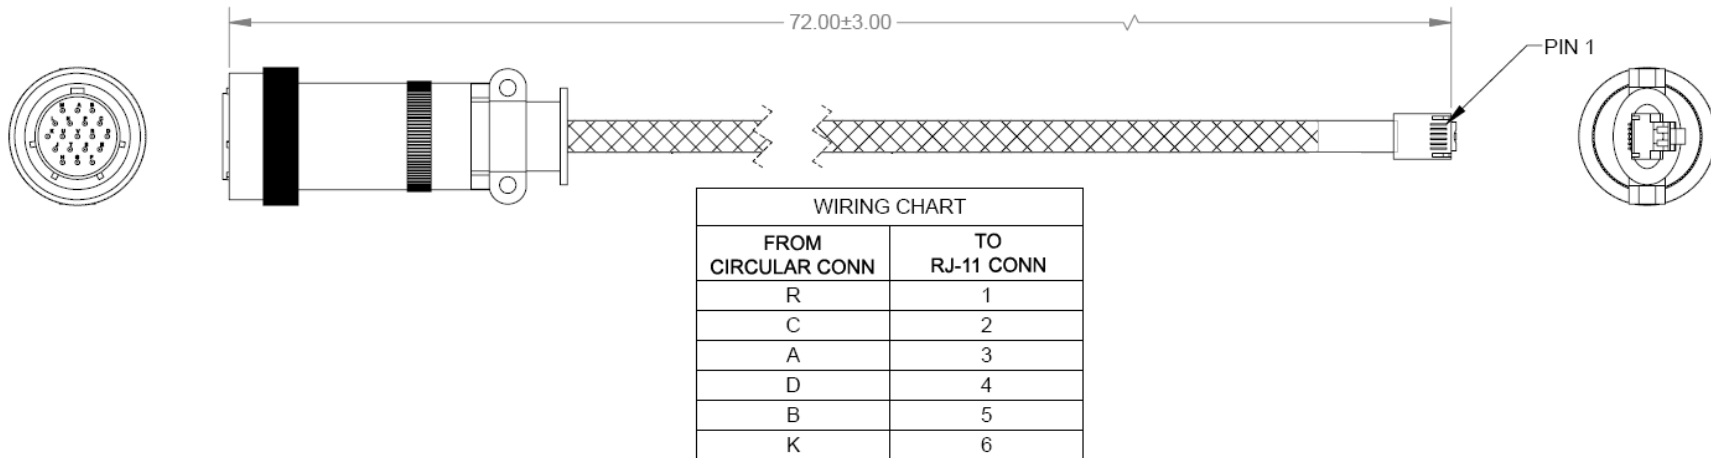 72.00±3.00
PIN 1
WIRING CHART
FROM
CIRCULAR CONN
TO
RJ-11 CONN
R 1
C 2
A 3
D 4
B 5
K 6